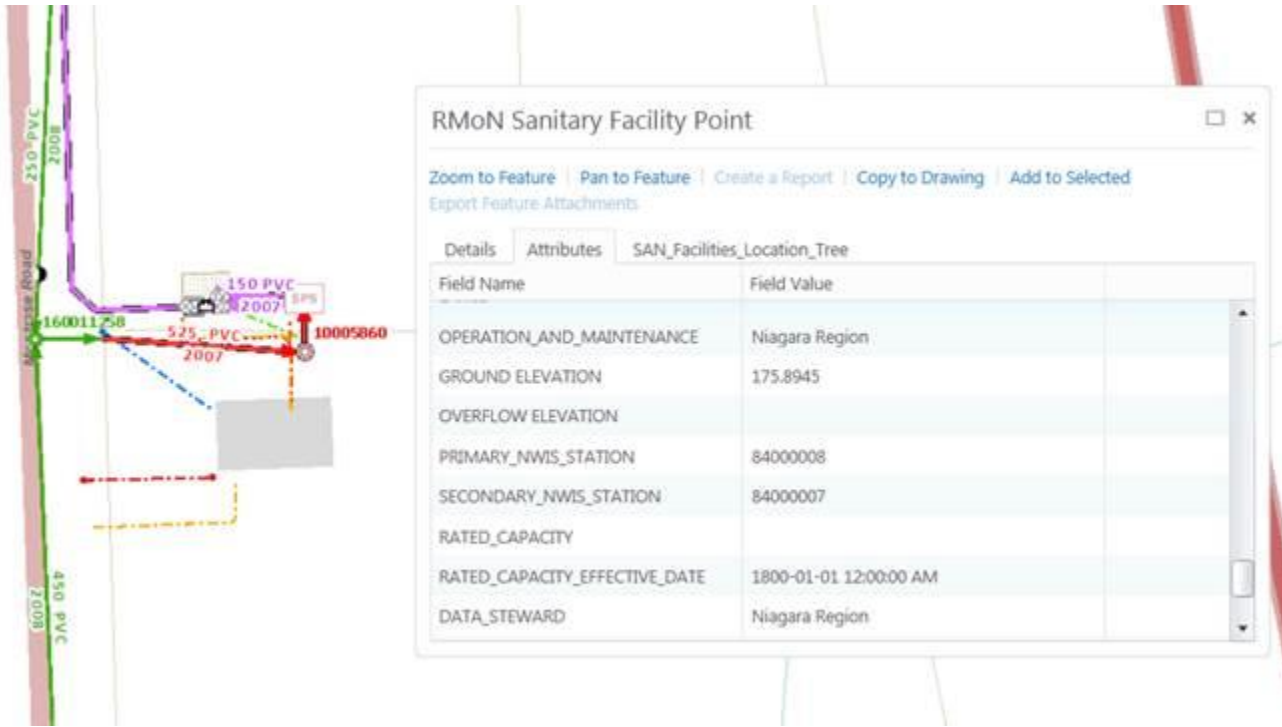 250 PVC
2008
Road
150 PVC
2007
SPS
160011258
525 PVC
2007
10005860
450 PVC
2008
RMoN Sanitary Facility Point
Zoom to Feature | Pan to Feature | Create a Report | Copy to Drawing | Add to Selected
Export Feature Attachments
Details Attributes SAN_Facilities_Location_Tree
Field Name Field Value
OPERATION_AND_MAINTENANCE Niagara Region
GROUND ELEVATION 175.8945
OVERFLOW ELEVATION
PRIMARY_NWIS_STATION 84000008
SECONDARY_NWIS_STATION 84000007
RATED_CAPACITY
RATED_CAPACITY_EFFECTIVE_DATE 1800-01-01 12:00:00 AM
DATA_STEWARD Niagara Region